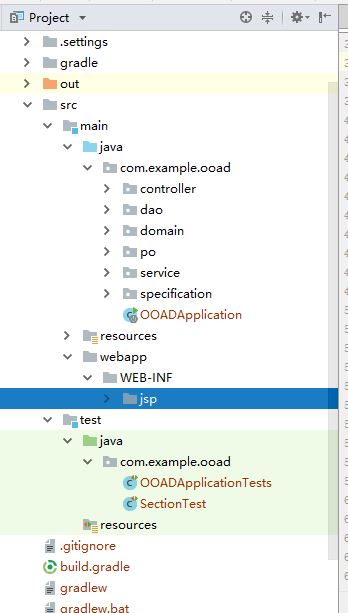 Project
.settings
gradle
out
src
main
java
com.example.ooad
controller
dao
domain
po
service
specification
OOADApplication
resources
webapp
WEB-INF
jsp
test
java
com.example.ooad
OOADApplicationTests
SectionTest
resources
.gitignore
build.gradle
gradlew
gradlew.bat